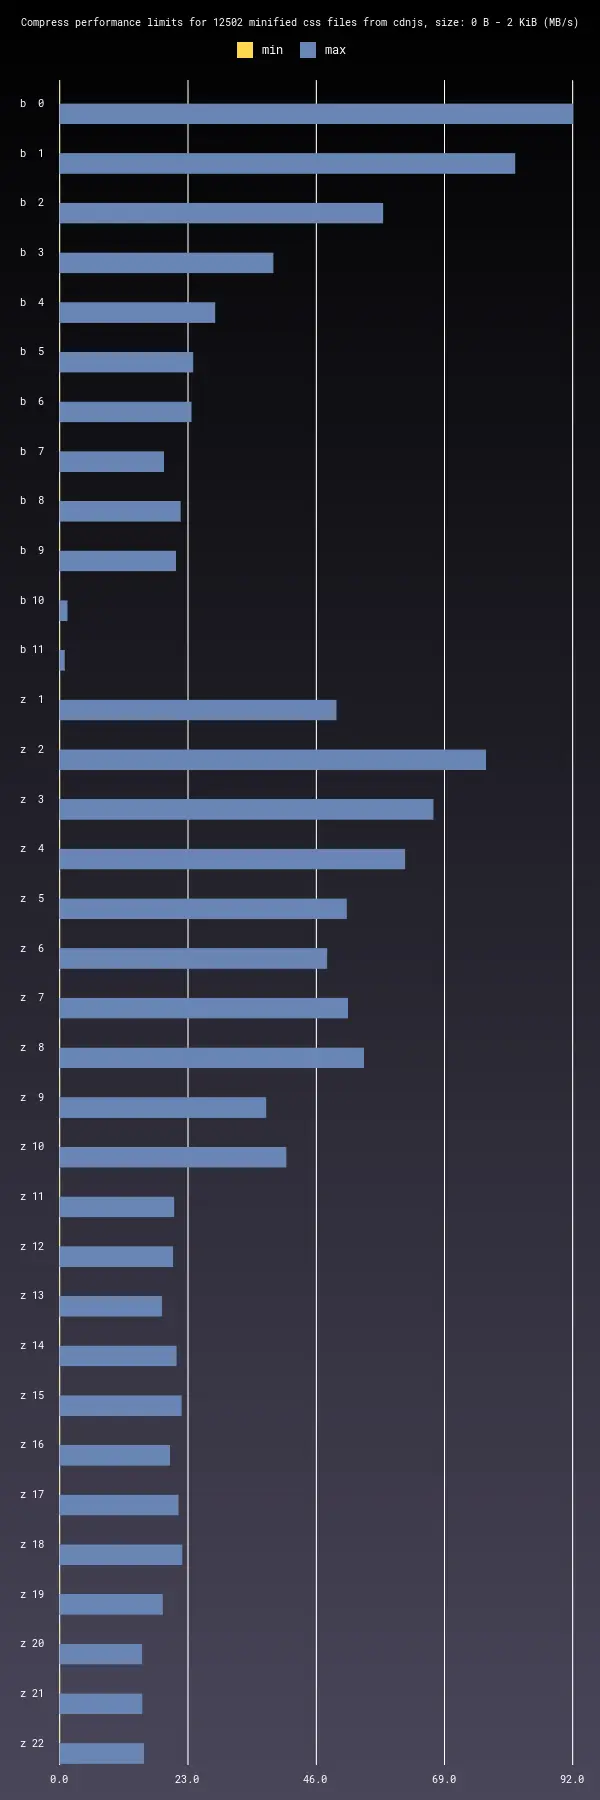 Compress performance limits for 12502 minified css files from cdnjs, size: 0 B - 2 KiB (MB/s)
min max
b 0
b 1
b 2
b 3
b 4
b 5
b 6
b 7
b 8
b 9
b 10
b 11
z 1
z 2
z 3
z 4
z 5
z 6
z 7
z 8
z 9
z 10
z 11
z 12
z 13
z 14
z 15
z 16
z 17
z 18
z 19
z 20
z 21
z 22
0.0 23.0 46.0 69.0 92.0